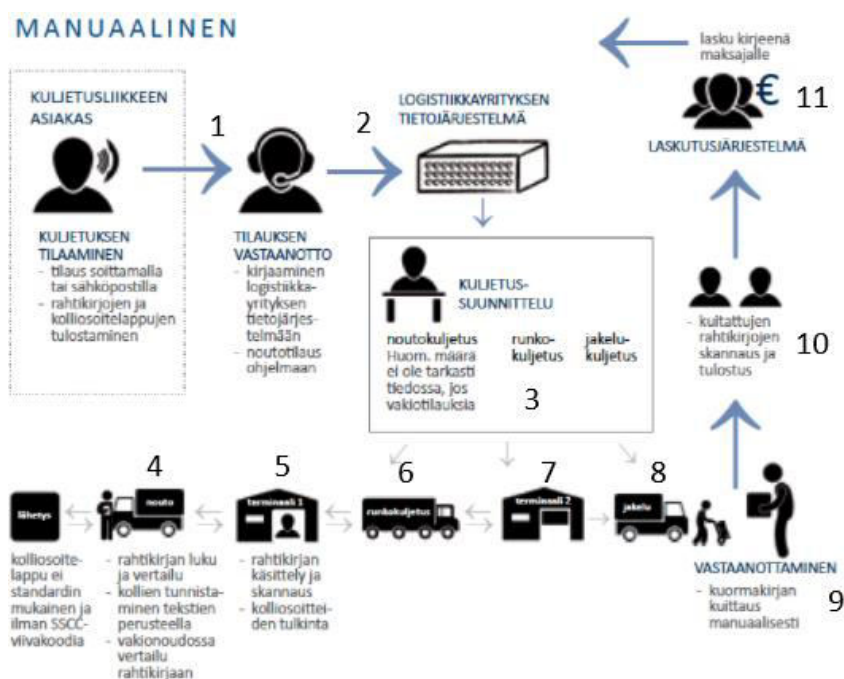 MANUAALINEN
KULJETUSLIIKKEEN
ASIAKAS
KULJETUKSEN
TILAAMINEN
- tilaus soittamalla
tai sähköpostilla
- rahtikirjojen ja
kolliosoitelappujen
tulostaminen
1
TILAUKSEN
VASTAANOTTO
- kirjaaminen
logistiikka-
yrityksen
tietojärjes-
telmään
- noutotilaus
ohjelmaan
2
LOGISTIIKKAYRITYKSEN
TIETOJÄRJESTELMÄ
KULJETUS-
SUUNNITTELU
noutokuljetus
Huom. määrä
ei ole tarkasti
tiedossa, jos
vakiotilauksia
runko-
kuljetus
jakelu-
kuljetus
3
lähetys
kolliosoite-
lappu ei
standardin
mukainen ja
ilman SSCC-
viivakoodia
4
nouto
- rahtikirjan luku
ja vertailu
- kollien tunnista-
minen tekstien
perusteella
- vakionoudossa
vertailu
rahtikirjaan
5
terminaali 1
- rahtikirjan
käsittely ja
skannaus
- kolliosoittei-
den tulkinta
6
runkokuljetus
7
terminaali 2
8
jakelu
VASTAANOTTAMINEN
- kuormakirjan
kuittaus
manuaalisesti
9
- kuitattujen
rahtikirjojen
skannaus ja
tulostus
10
lasku kirjeenä
maksajalle
€
11
LASKUTUSJÄRJESTELMÄ